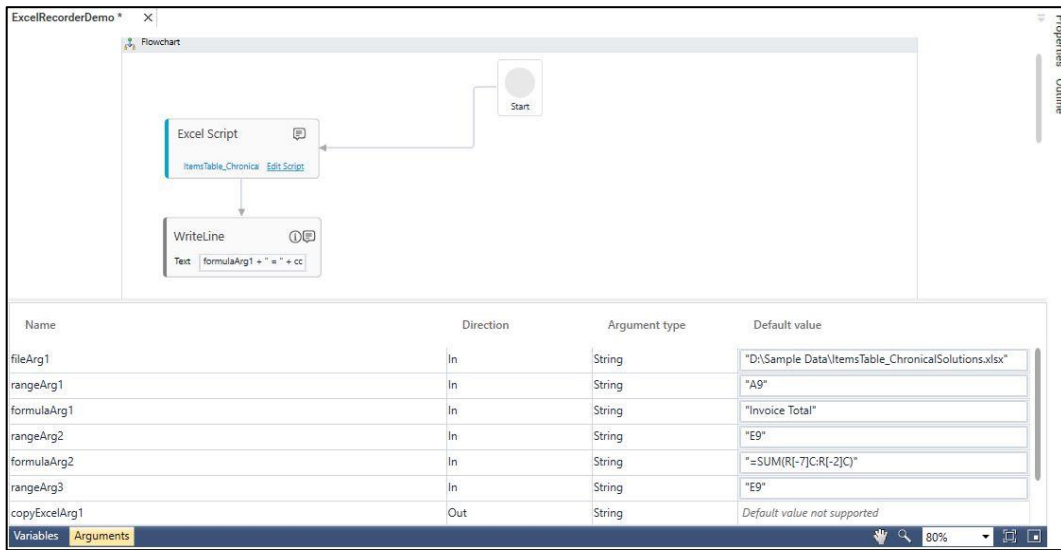 ExcelRecorderDemo * X
Properties Outline
Flowchart
Start
Excel Script
ItemsTable_Chronical Edit Script
WriteLine
Text formulaArg1 + " = " + cc
Name Direction Argument type Default value
fileArg1 In String "D:\Sample Data\ItemsTable_ChronicalSolutions.xlsx"
rangeArg1 In String "A9"
formulaArg1 In String "Invoice Total"
rangeArg2 In String "E9"
formulaArg2 In String "=SUM(R[-7]C:R[-2]C)"
rangeArg3 In String "E9"
copyExcelArg1 Out String Default value not supported
Variables Arguments 80%